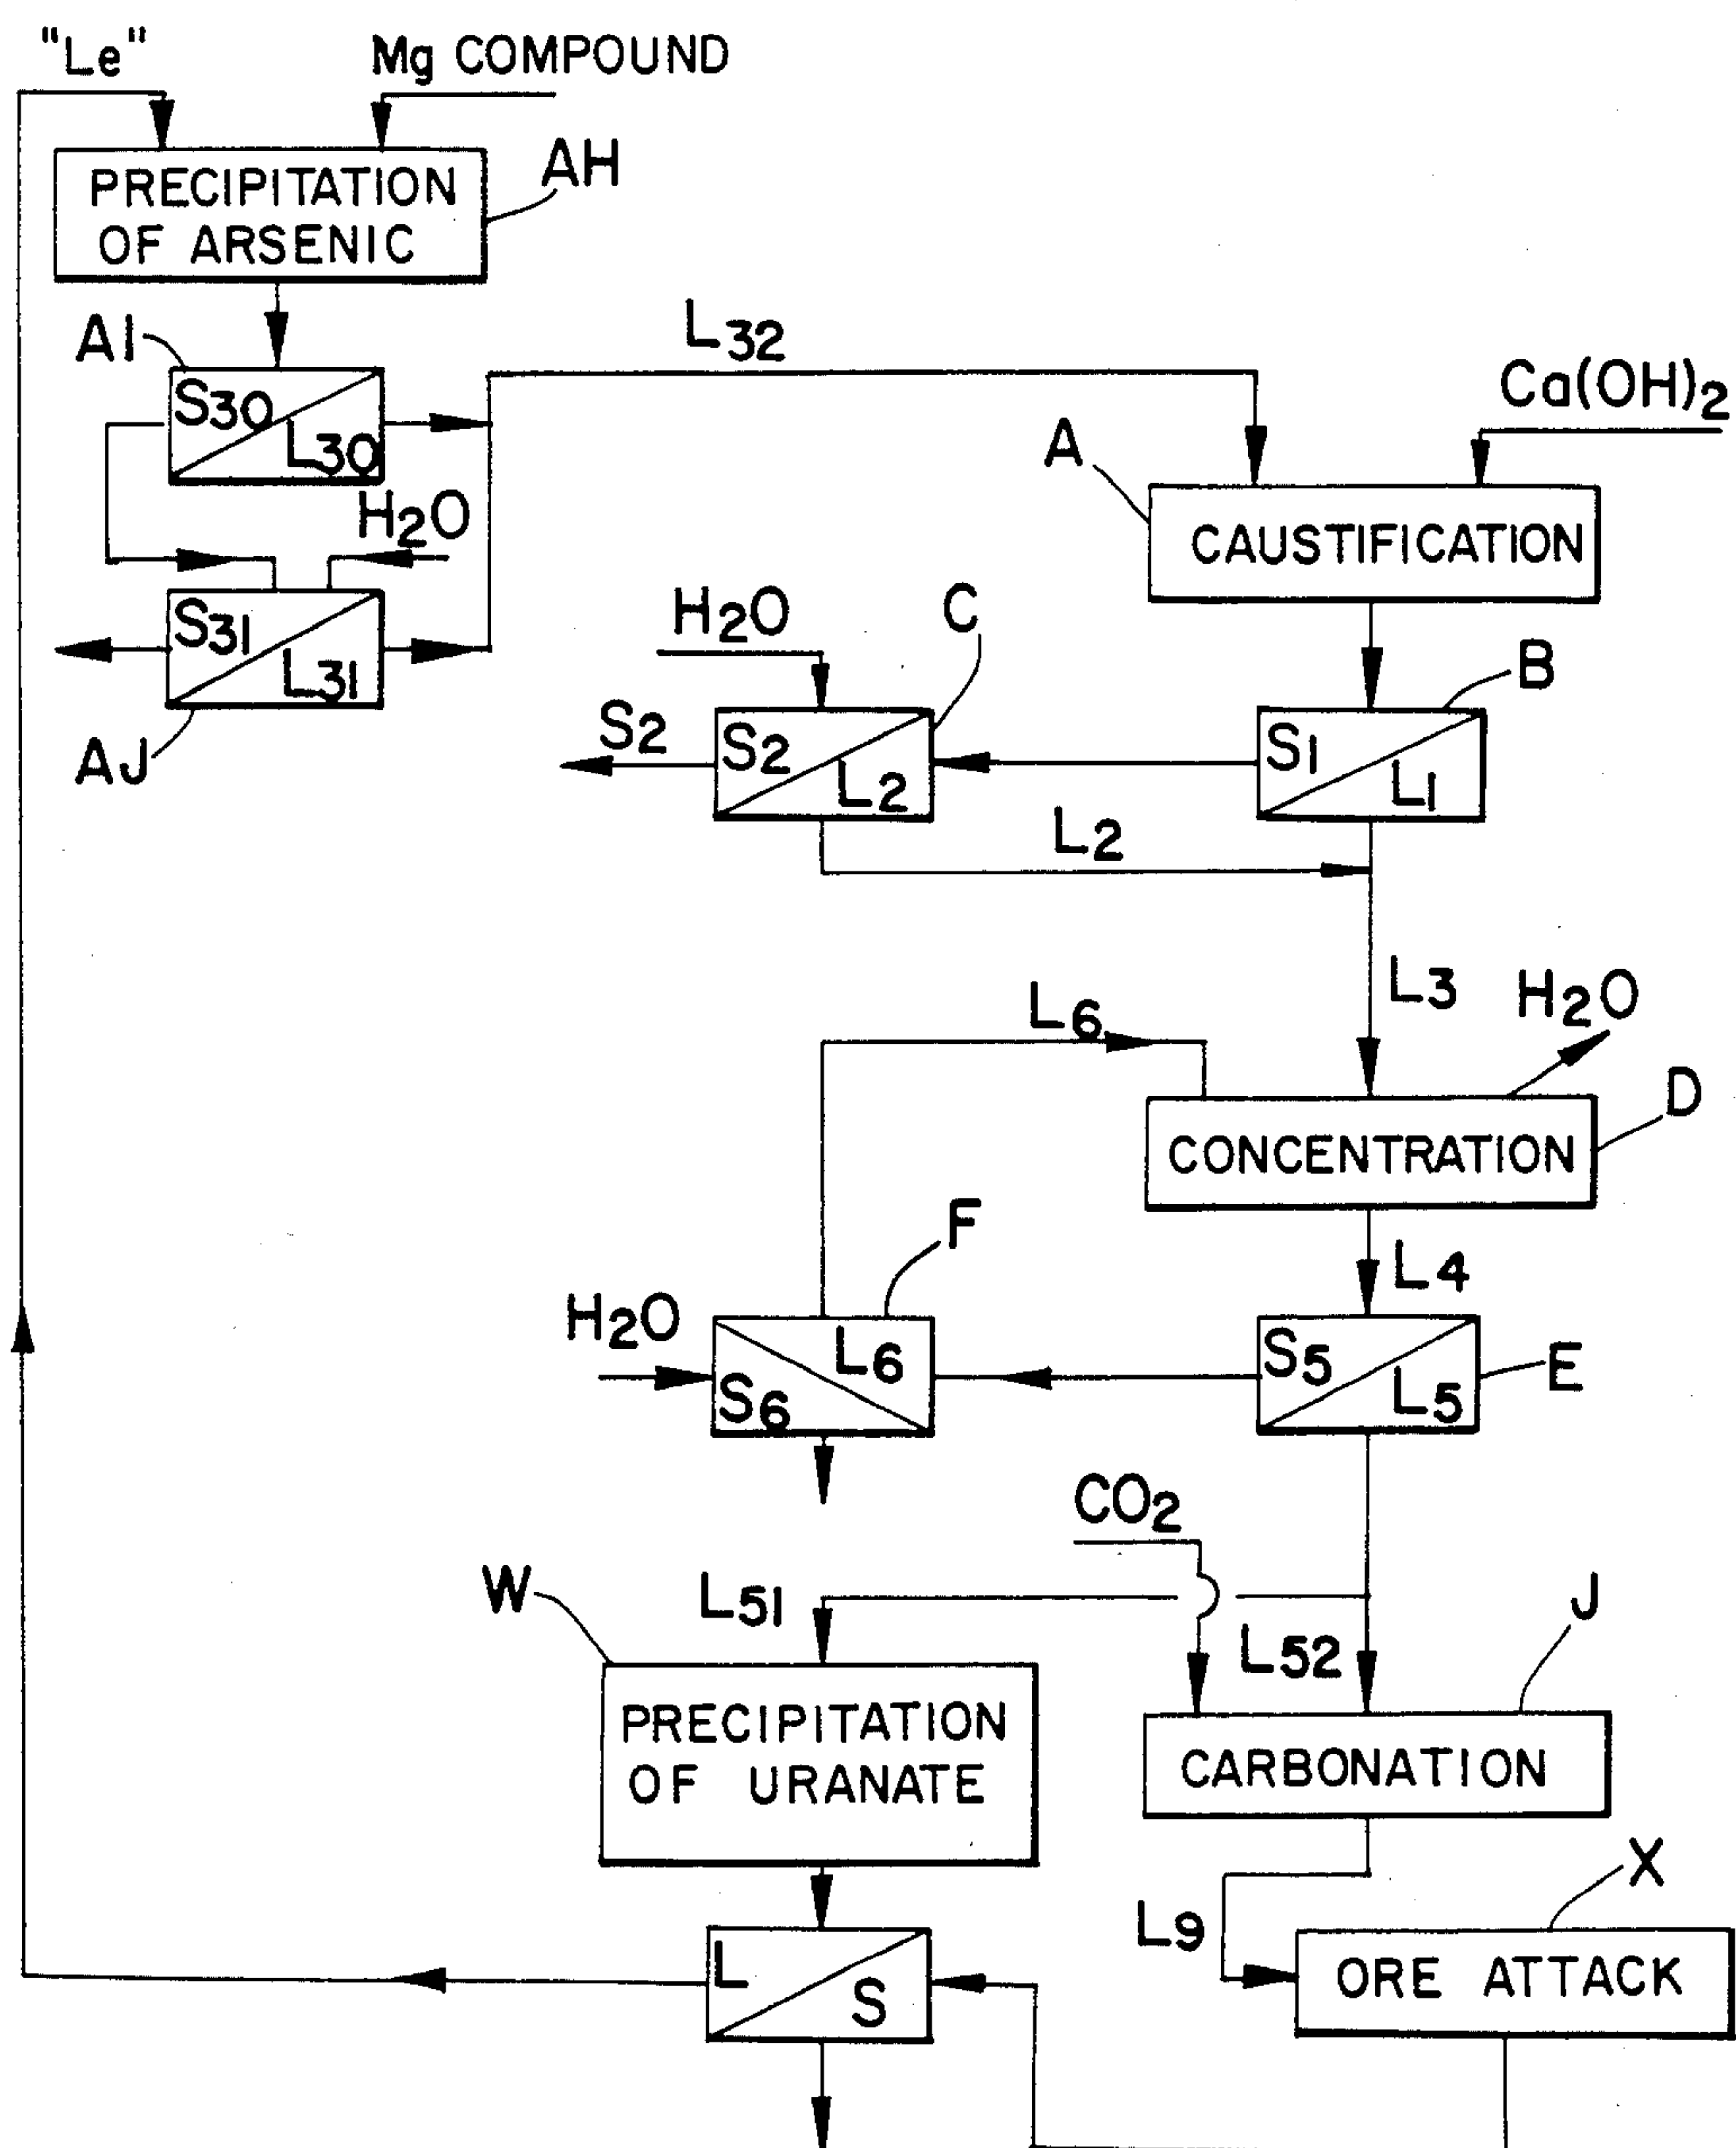 "Le"
Mg COMPOUND
PRECIPITATION
OF ARSENIC
AH
AI
S30
L30
L32
Ca(OH)2
A
CAUSTIFICATION
H2O
S31
L31
AJ
H2O
C
B
S2
S2
L2
S1
L1
L2
L3
H2O
L6
D
CONCENTRATION
F
L4
H2O
L6
S6
S5
L5
E
CO2
W
L51
L52
J
PRECIPITATION
OF URANATE
CARBONATION
X
L9
ORE ATTACK
L
S